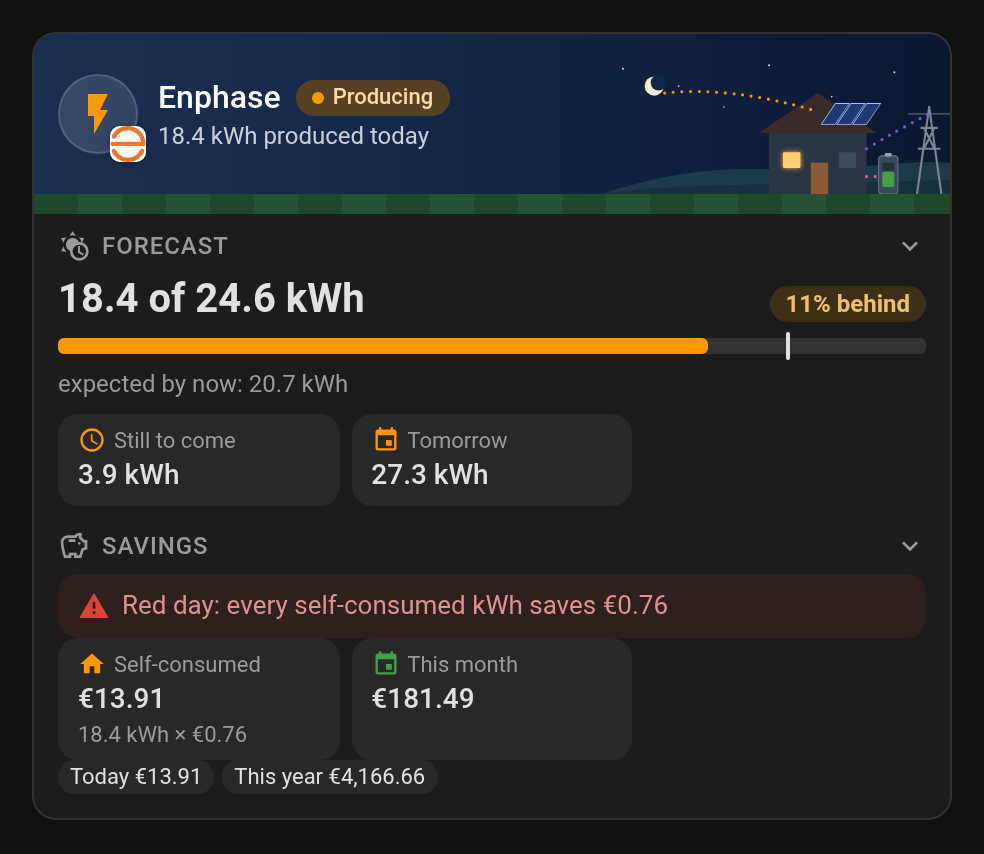 Enphase
Producing
18.4 kWh produced today
FORECAST
18.4 of 24.6 kWh
11% behind
expected by now: 20.7 kWh
Still to come
3.9 kWh
Tomorrow
27.3 kWh
SAVINGS
Red day: every self-consumed kWh saves €0.76
Self-consumed
€13.91
18.4 kWh × €0.76
This month
€181.49
Today €13.91
This year €4,166.66